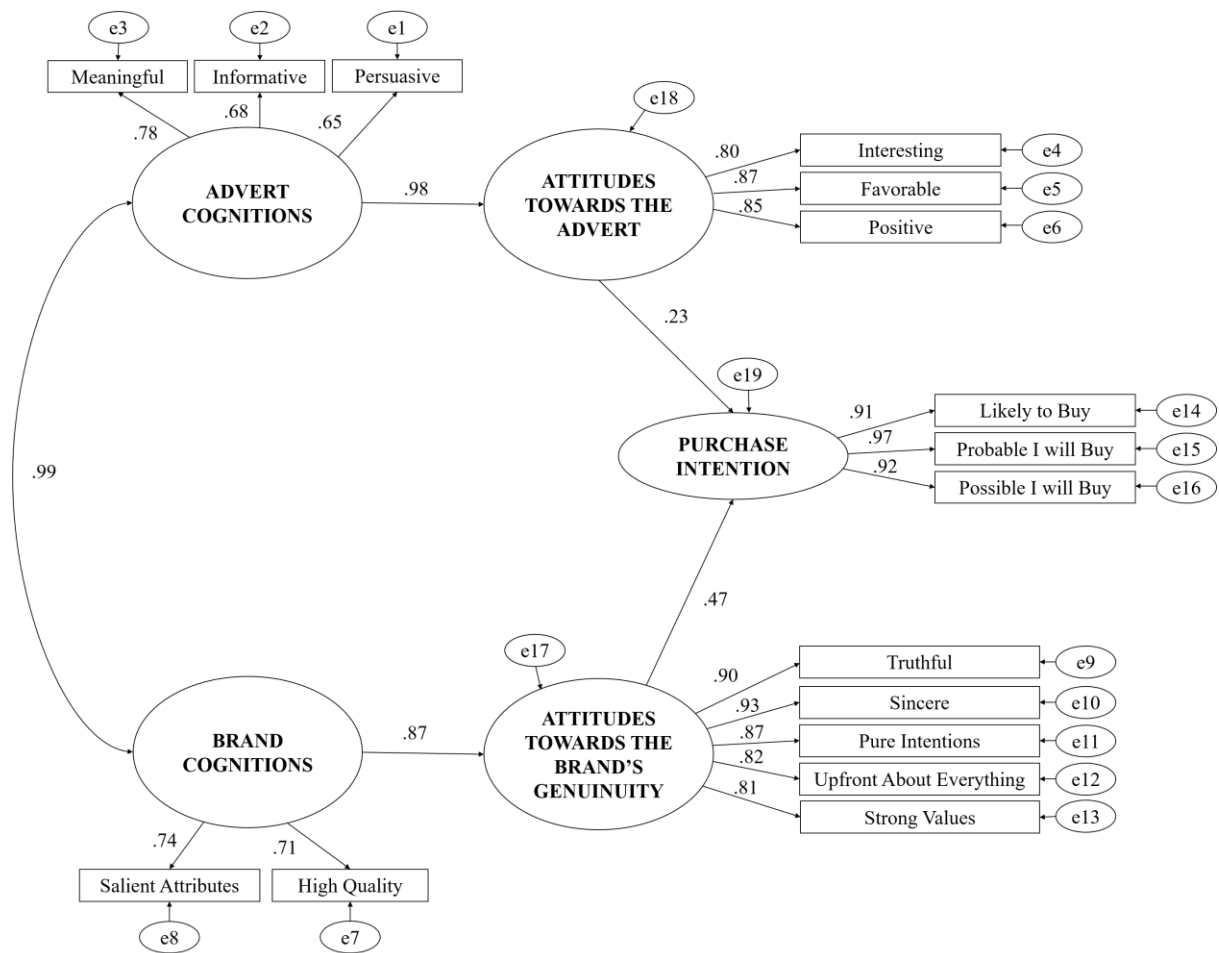 e3
e2
e1
Meaningful
Informative
Persuasive
.78
.68
.65
e18
ADVERT
COGNITIONS
.98
ATTITUDES
TOWARDS THE
ADVERT
.80
.87
.85
Interesting
Favorable
Positive
e4
e5
e6
.23
e19
PURCHASE
INTENTION
.91
.97
.92
Likely to Buy
Probable I will Buy
Possible I will Buy
e14
e15
e16
.99
.47
e17
BRAND
COGNITIONS
.87
ATTITUDES
TOWARDS THE
BRAND’S
GENUINUITY
.90
.93
.87
.82
.81
Truthful
Sincere
Pure Intentions
Upfront About Everything
Strong Values
e9
e10
e11
e12
e13
.74
.71
Salient Attributes
High Quality
e8
e7